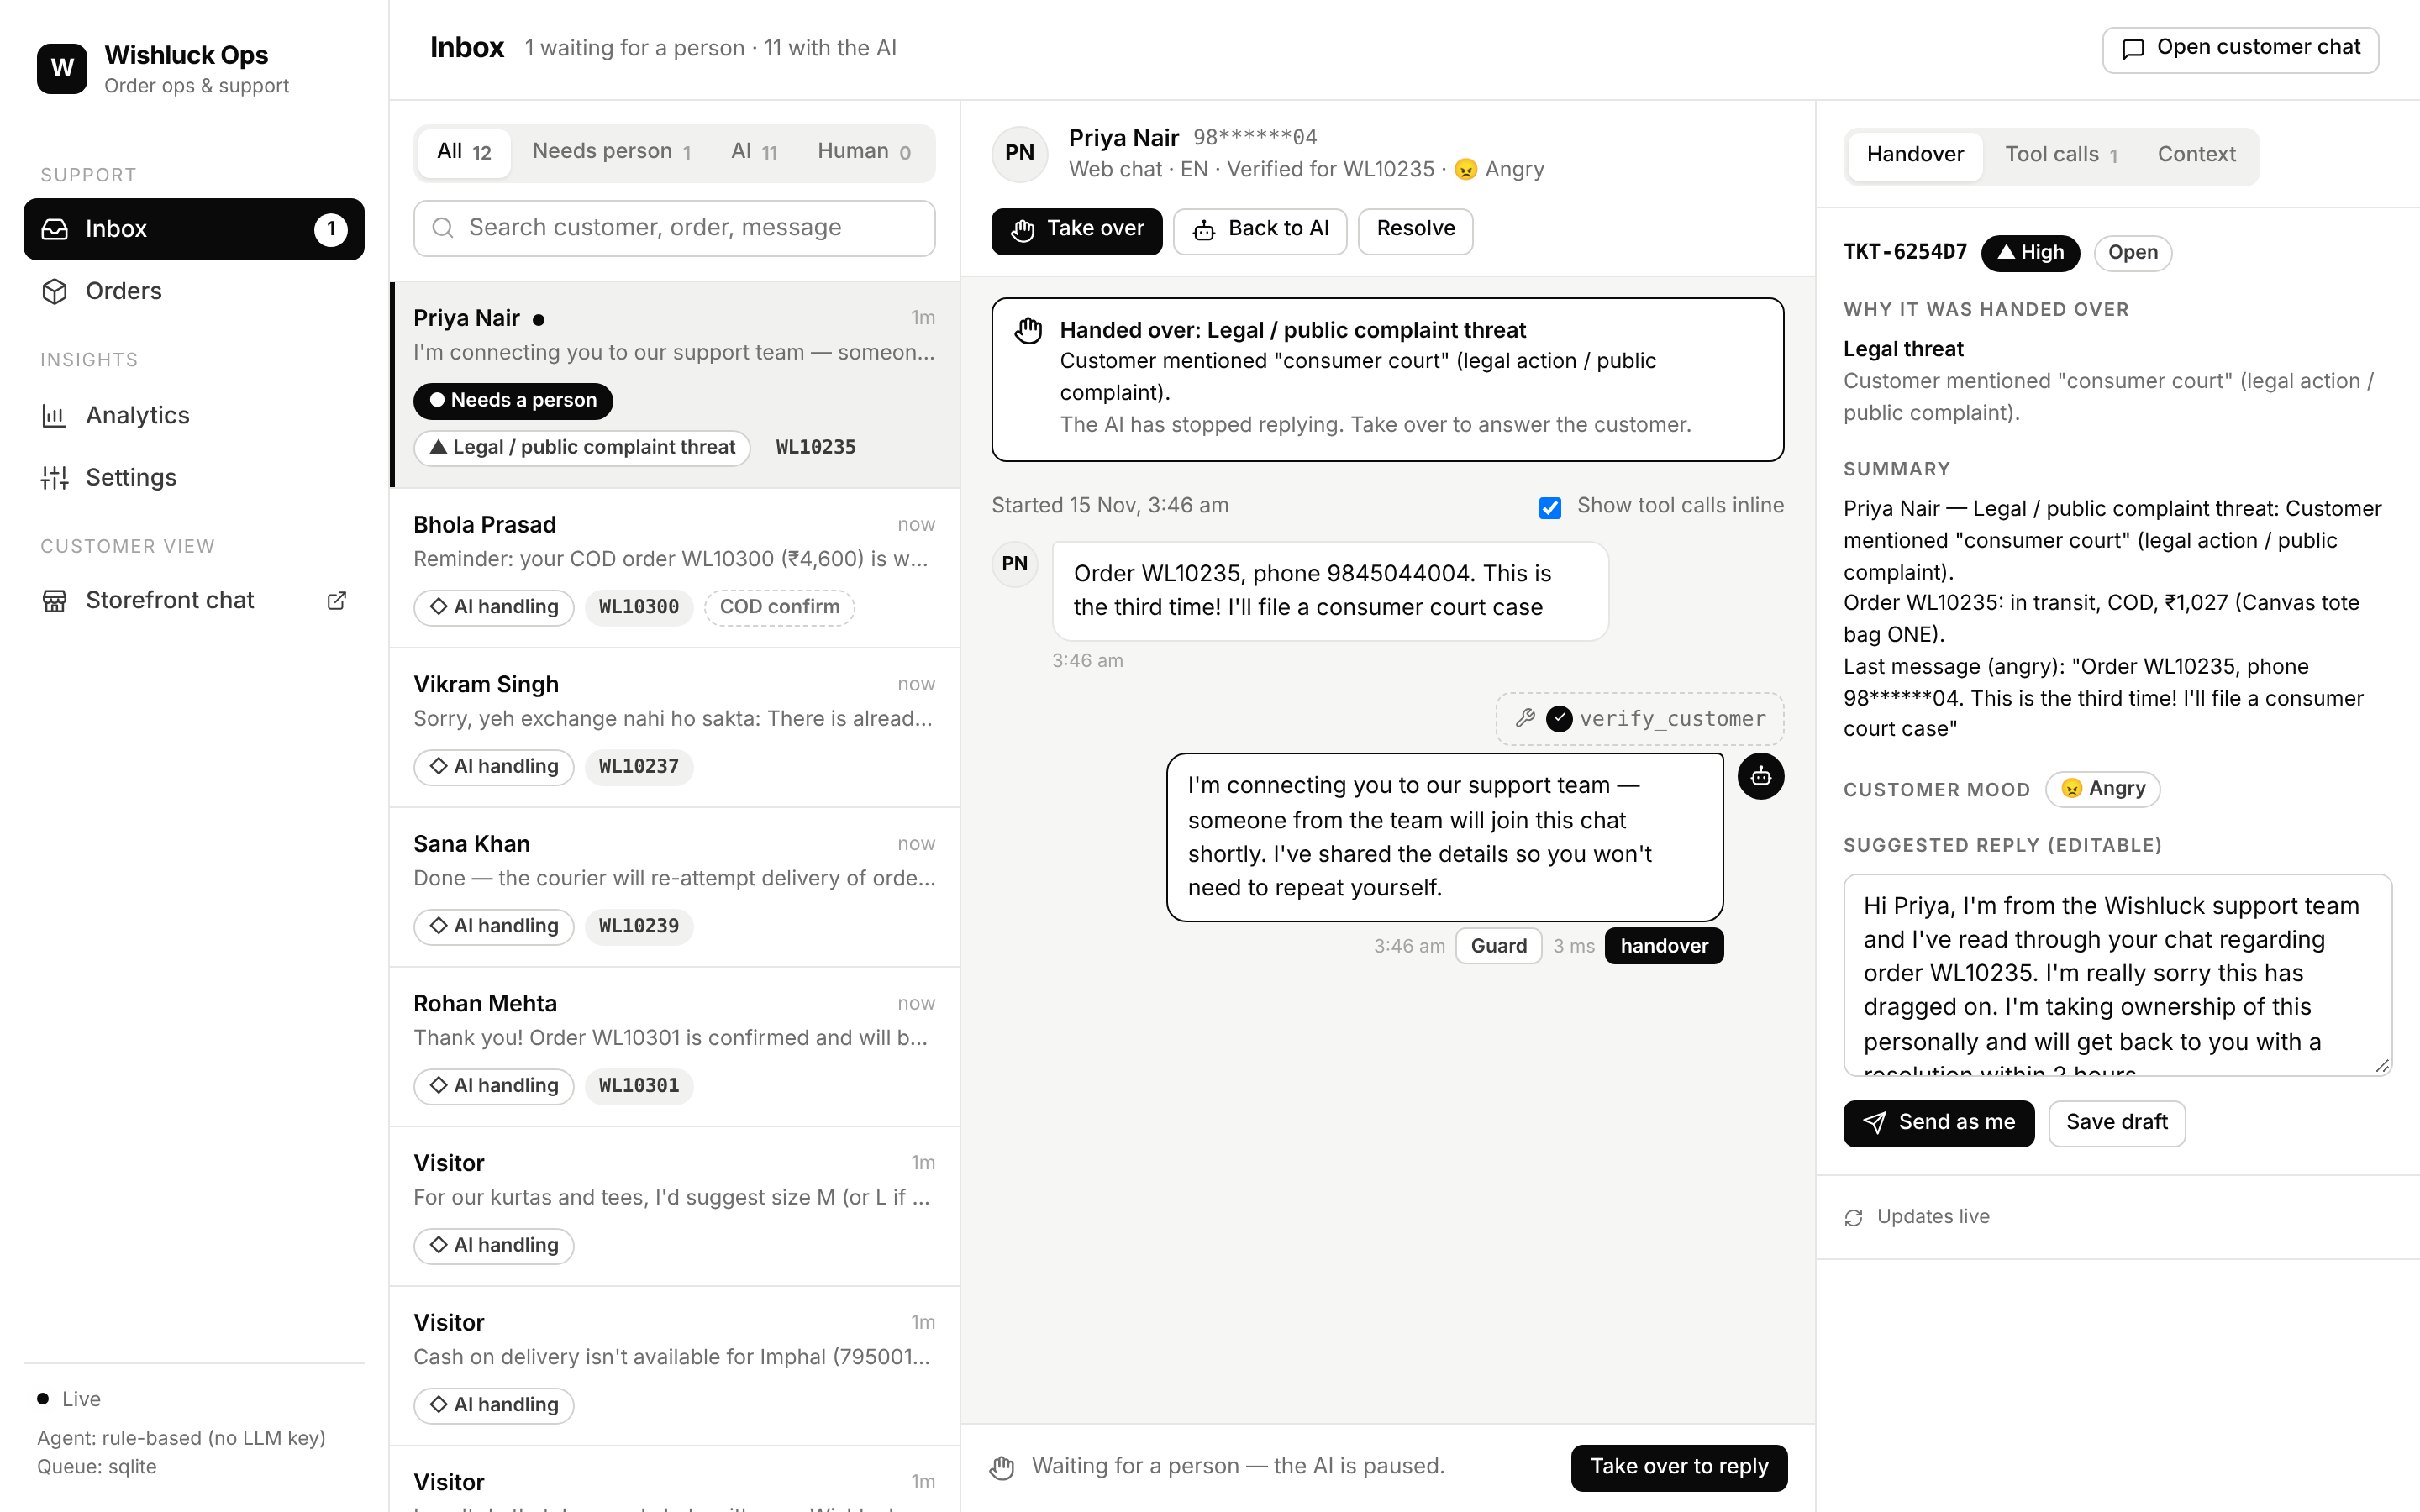 W
Wishluck Ops
Order ops & support
SUPPORT
Inbox 1
Orders
INSIGHTS
Analytics
Settings
CUSTOMER VIEW
Storefront chat
Live
Agent: rule-based (no LLM key)
Queue: sqlite
Inbox 1 waiting for a person · 11 with the AI
Open customer chat
All 12 Needs person 1 AI 11 Human 0
Search customer, order, message
Priya Nair 1m
I'm connecting you to our support team — someon...
Needs a person
Legal / public complaint threat WL10235
Bhola Prasad now
Reminder: your COD order WL10300 (₹4,600) is w...
AI handling WL10300 COD confirm
Vikram Singh now
Sorry, yeh exchange nahi ho sakta: There is alread...
AI handling WL10237
Sana Khan now
Done — the courier will re-attempt delivery of orde...
AI handling WL10239
Rohan Mehta now
Thank you! Order WL10301 is confirmed and will b...
AI handling WL10301
Visitor 1m
For our kurtas and tees, I'd suggest size M (or L if ...
AI handling
Visitor 1m
Cash on delivery isn't available for Imphal (795001...
AI handling
Visitor 1m
PN
Priya Nair 98******04
Web chat · EN · Verified for WL10235 · 😠 Angry
Take over Back to AI Resolve
Handed over: Legal / public complaint threat
Customer mentioned "consumer court" (legal action / public
complaint).
The AI has stopped replying. Take over to answer the customer.
Started 15 Nov, 3:46 am Show tool calls inline
PN
Order WL10235, phone 9845044004. This is
the third time! I'll file a consumer court case
3:46 am
verify_customer
I'm connecting you to our support team —
someone from the team will join this chat
shortly. I've shared the details so you won't
need to repeat yourself.
3:46 am Guard 3 ms handover
Waiting for a person — the AI is paused.
Take over to reply
Handover Tool calls 1 Context
TKT-6254D7 High Open
WHY IT WAS HANDED OVER
Legal threat
Customer mentioned "consumer court" (legal action /
public complaint).
SUMMARY
Priya Nair — Legal / public complaint threat: Customer
mentioned "consumer court" (legal action / public
complaint).
Order WL10235: in transit, COD, ₹1,027 (Canvas tote
bag ONE).
Last message (angry): "Order WL10235, phone
98******04. This is the third time! I'll file a consumer
court case"
CUSTOMER MOOD 😠 Angry
SUGGESTED REPLY (EDITABLE)
Hi Priya, I'm from the Wishluck support team
and I've read through your chat regarding
order WL10235. I'm really sorry this has
dragged on. I'm taking ownership of this
personally and will get back to you with a
resolution within 2 hours
Send as me Save draft
Updates live